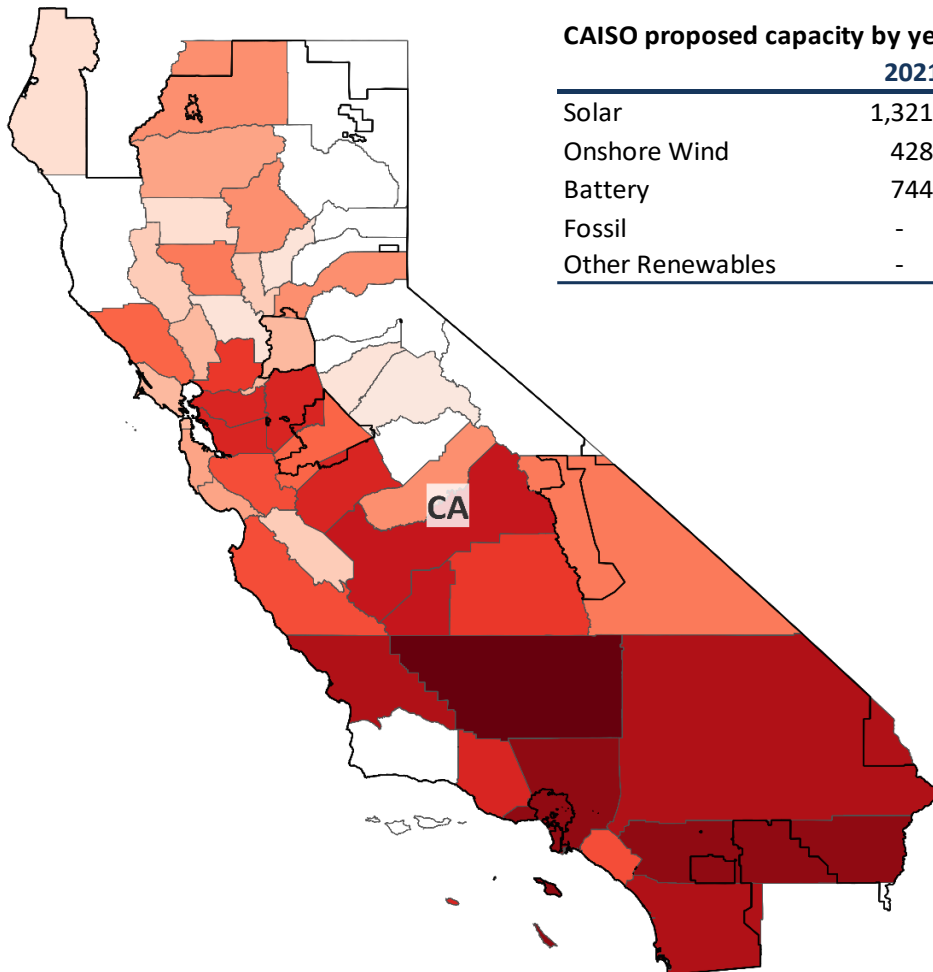 CAISO proposed capacity by ye
2021
Solar 1,321
Onshore Wind 428
Battery 744
Fossil -
Other Renewables -
CA